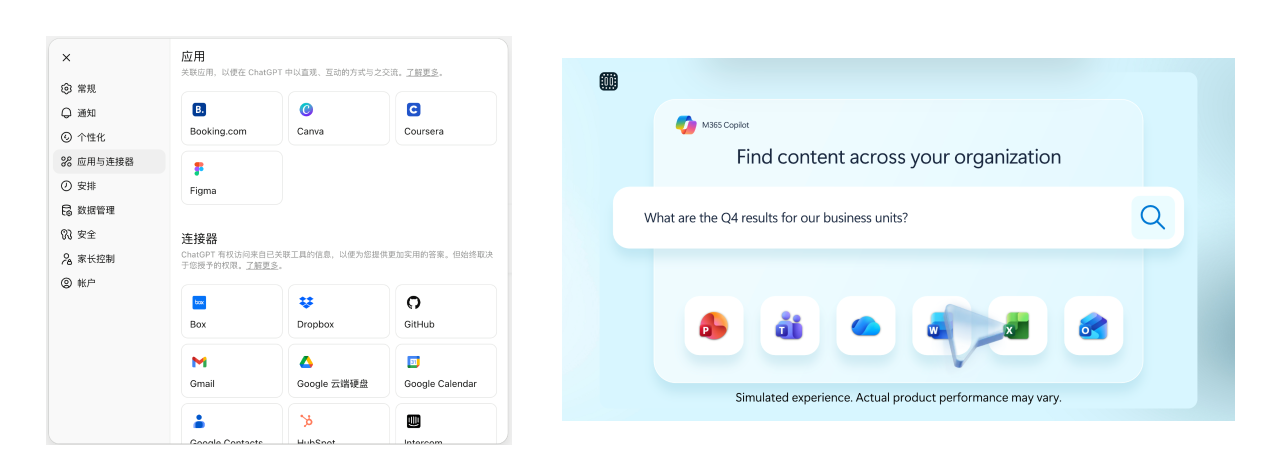 应用
关联应用，以便在 ChatGPT 中以直观、互动的方式与之交流。了解更多。
常规
通知
个性化
应用与连接器
安排
数据管理
安全
家长控制
帐户
B.
Booking.com
Canva
Coursera
Figma
连接器
ChatGPT 有权访问来自已关联工具的信息，以便为您提供更加实用的答案。但始终取决
于您授予的权限。了解更多。
box
Box
Dropbox
GitHub
Gmail
Google 云端硬盘
31
Google Calendar
Google Contacts
HubSpot
Intercom
M365 Copilot
Find content across your organization
What are the Q4 results for our business units?
P
T
W
X
O
Simulated experience. Actual product performance may vary.